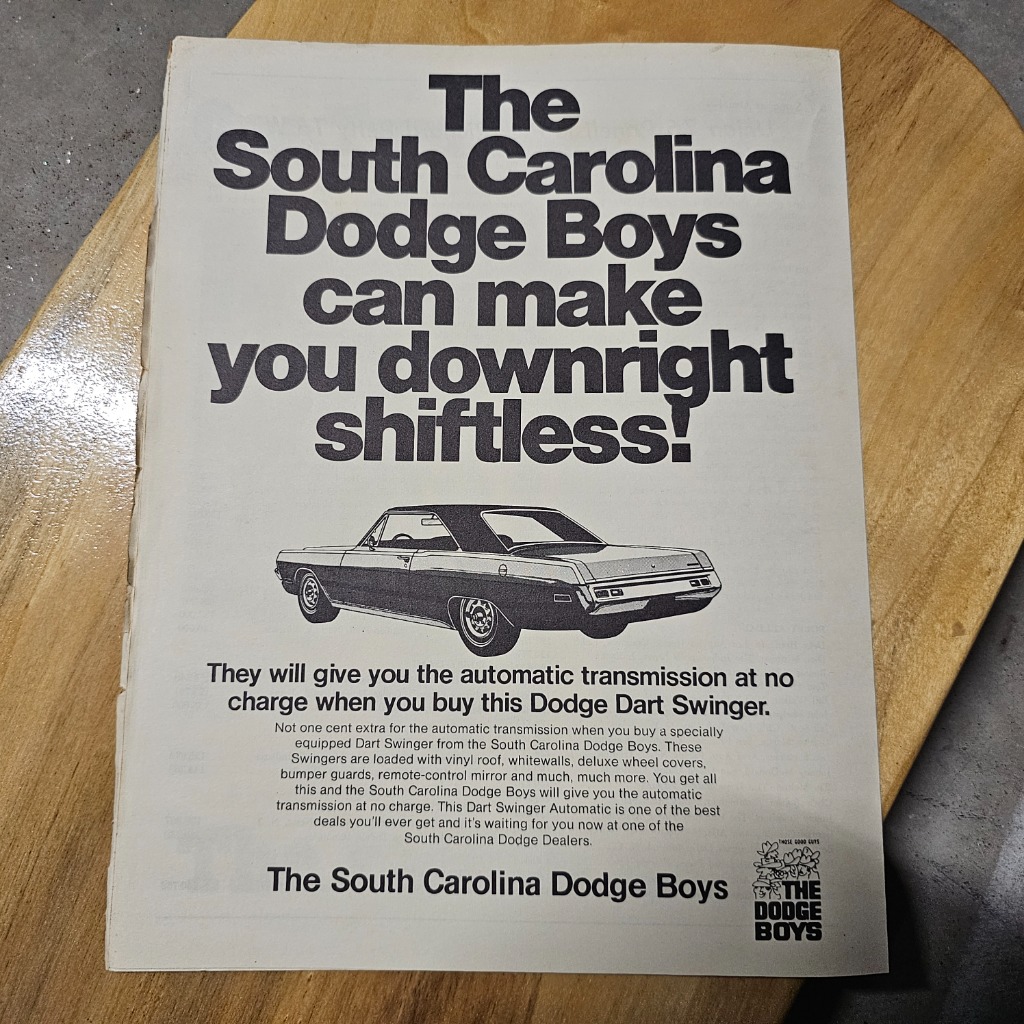 The
South Carolina
Dodge Boys
can make
you downright
shiftless!
They will give you the automatic transmission at no
charge when you buy this Dodge Dart Swinger.
Not one cent extra for the automatic transmission when you buy a specially
equipped Dart Swinger from the South Carolina Dodge Boys. These
Swingers are loaded with vinyl roof, whitewalls, deluxe wheel covers,
bumper guards, remote-control mirror and much, much more. You get all
this and the South Carolina Dodge Boys will give you the automatic
transmission at no charge. This Dart Swinger Automatic is one of the best
deals you'll ever get and it's waiting for you now at one of the
South Carolina Dodge Dealers.
The South Carolina Dodge Boys
THOSE GOOD GUYS
THE
DODGE
BOYS